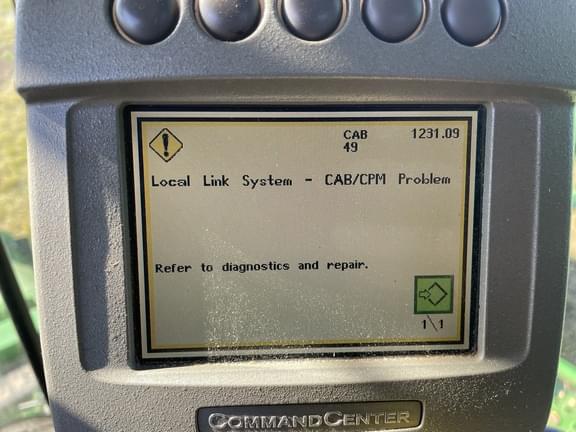 CAB 1231.09
49
Local Link System - CAB/CPM Problem
Refer to diagnostics and repair.
1\1
COMMANDCENTER